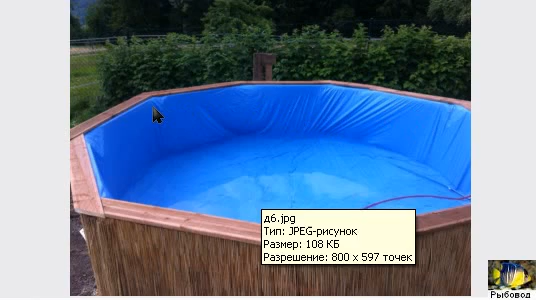 д6.jpg
Тип: JPEG-рисунок
Размер: 108 КБ
Разрешение: 800 x 597 точек
Рыбовод